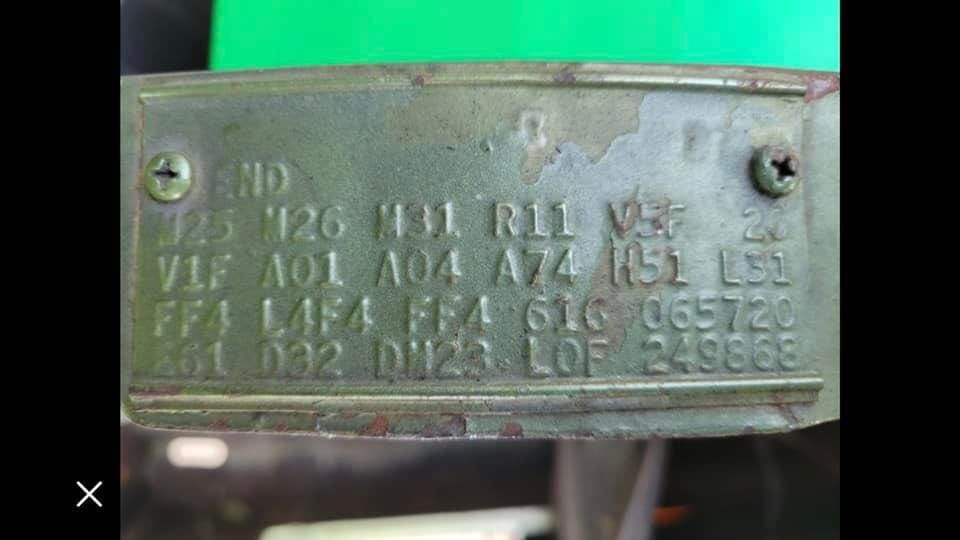 END
M25 M26 M31 R11 V5F
V1F A01 A04 A74 H51 L31
FF4 L4F4 FF4 616 065720
E61 D32 DM23 L0F 249868